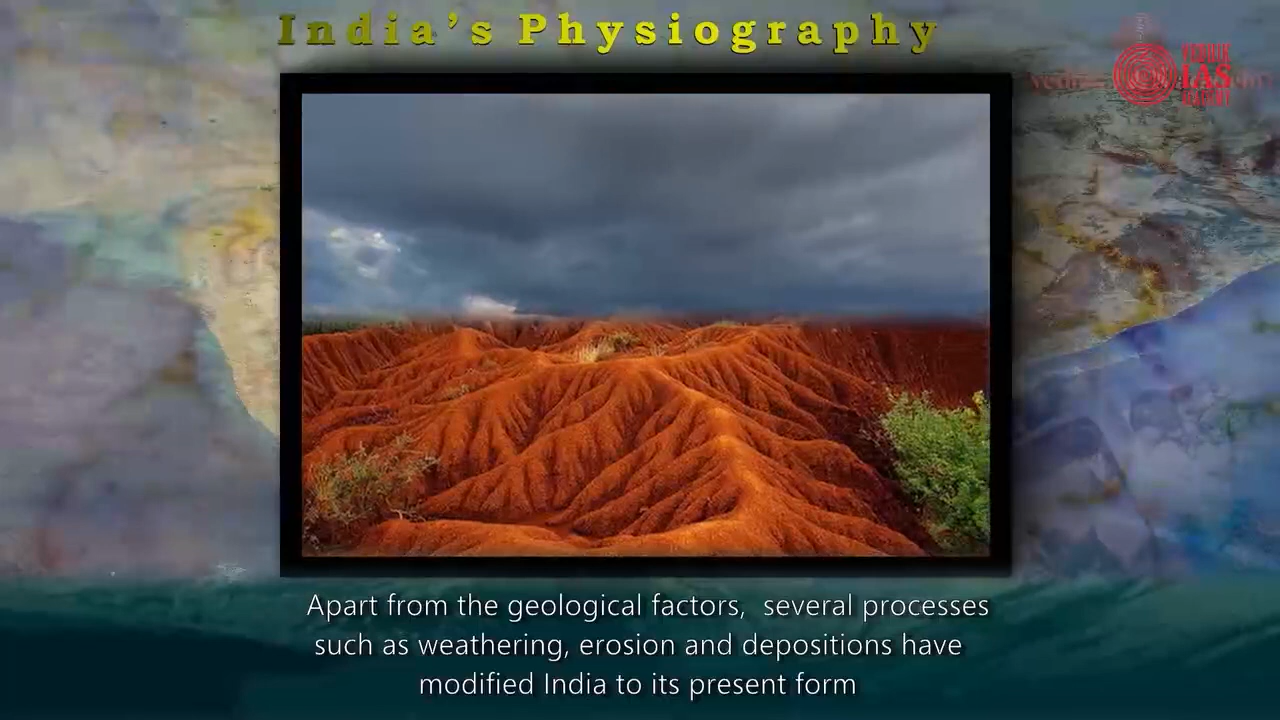 India's Physiography
IAS
Apart from the geological factors,  several processes
such as weathering, erosion and depositions have
modified India to its present form